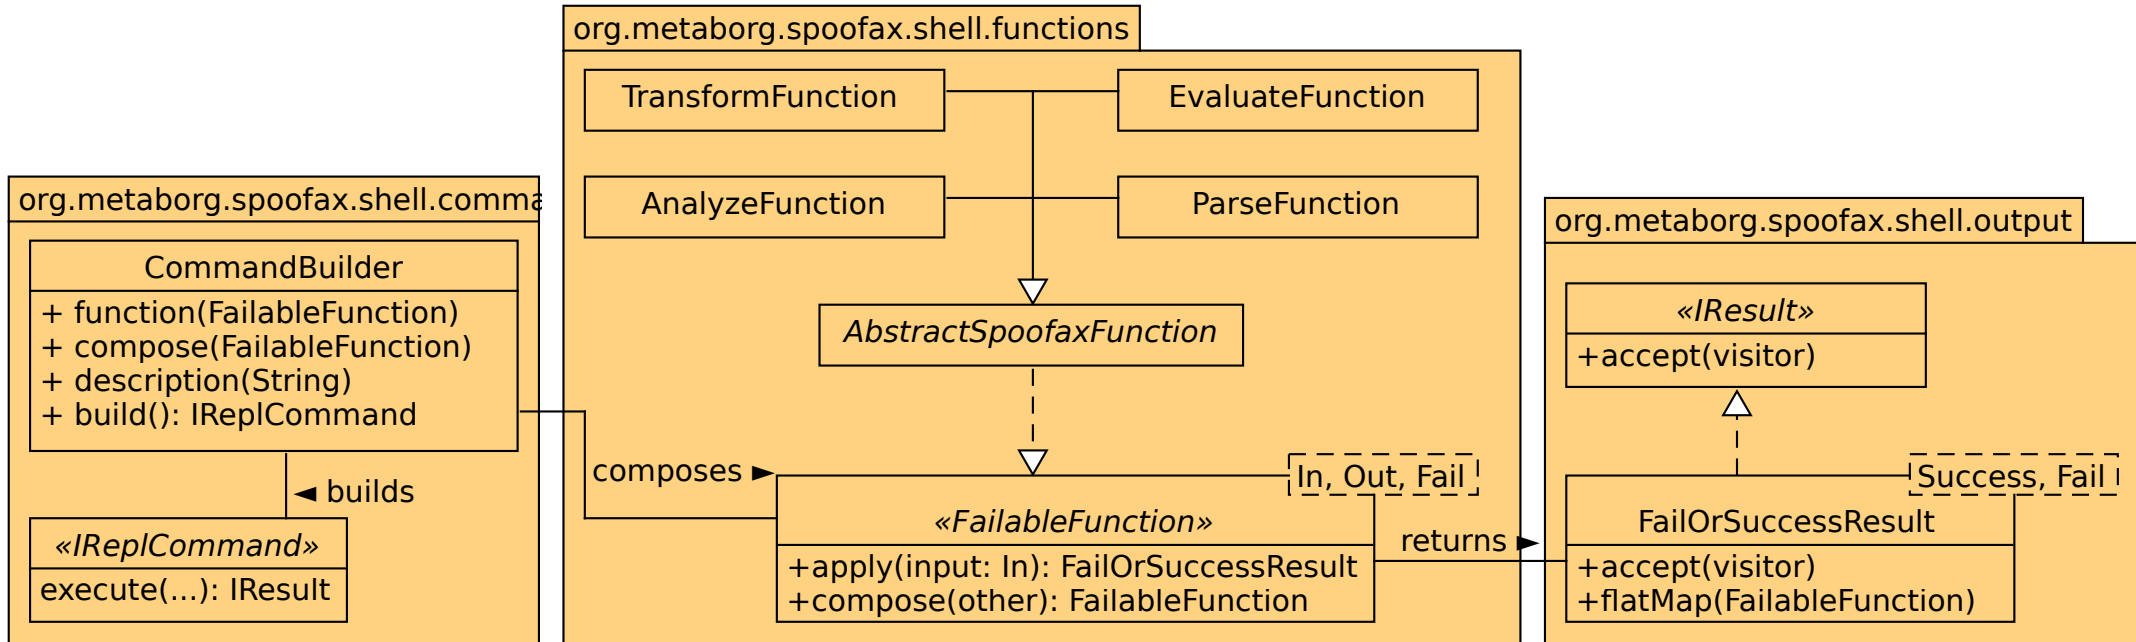 org.metaborg.spoofax.shell.functions
TransformFunction
EvaluateFunction
AnalyzeFunction
ParseFunction
AbstractSpoofaxFunction
composes ►
In, Out, Fail
«FailableFunction»
+apply(input: In): FailOrSuccessResult
+compose(other): FailableFunction
returns ►
org.metaborg.spoofax.shell.comma
CommandBuilder
+ function(FailableFunction)
+ compose(FailableFunction)
+ description(String)
+ build(): IReplCommand
◄ builds
«IReplCommand»
execute(...): IResult
org.metaborg.spoofax.shell.output
«IResult»
+accept(visitor)
Success, Fail
FailOrSuccessResult
+accept(visitor)
+flatMap(FailableFunction)